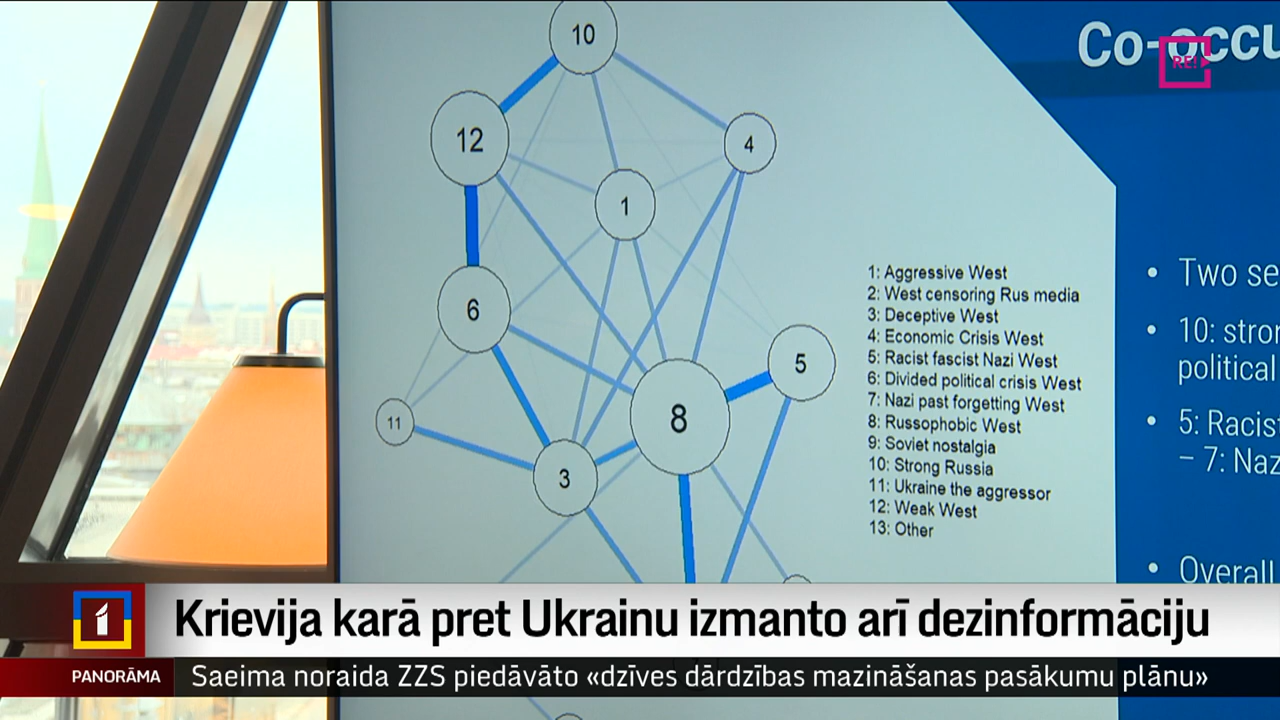 10
Co-occu
RE!
12
4
1
1: Aggressive West
2: West censoring Rus media
3: Deceptive West
4: Economic Crisis West
5: Racist fascist Nazi West
6: Divided political crisis West
7: Nazi past forgetting West
8: Russophobic West
9: Soviet nostalgia
10: Strong Russia
11: Ukraine the aggressor
12: Weak West
13: Other
6
5
8
11
3
• Two se
• 10: stror
political
• 5: Racis
– 7: Naz
• Overall
1
Krievija karā pret Ukrainu izmanto arī dezinformāciju
PANORĀMA
Saeima noraida ZZS piedāvāto «dzīves dārdzības mazināšanas pasākumu plānu»